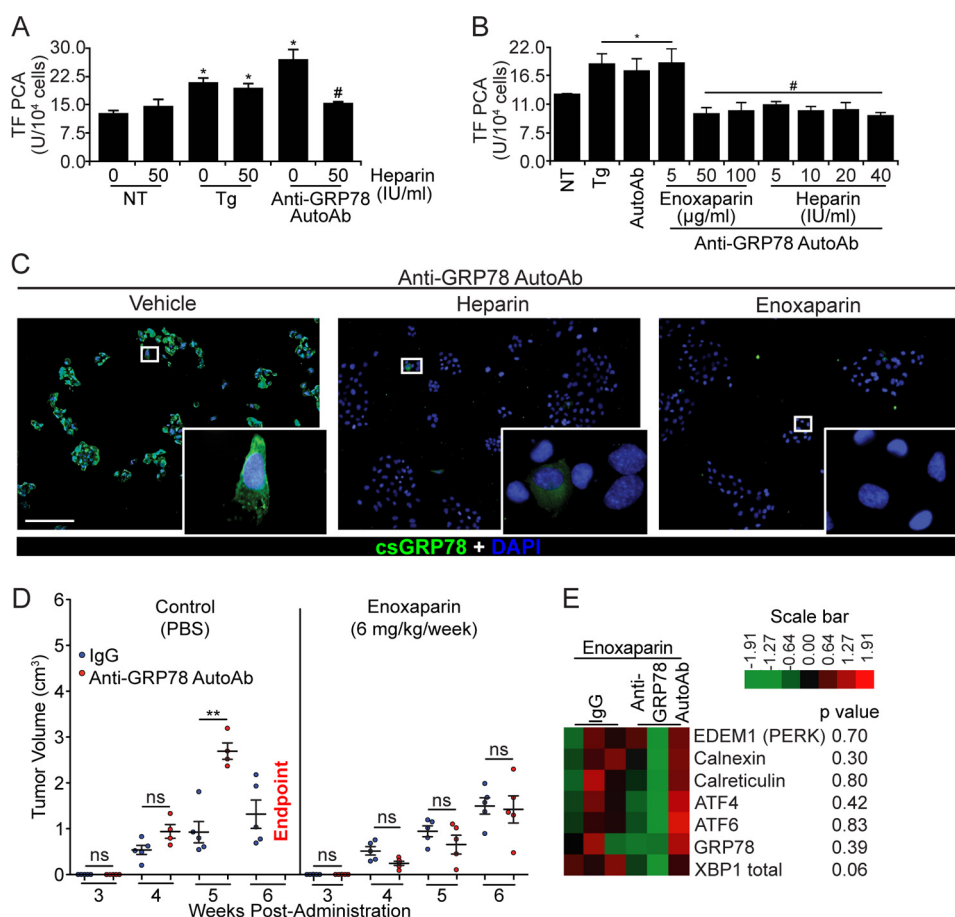 A
TF PCA
(U/10⁴ cells)
30.0
22.5
15.0
7.5
0.0
*
*
*
#
0 50 0 50 0 50
Heparin
(IU/ml)
NT
Tg
Anti-GRP78
AutoAb
B
TF PCA
(U/10⁴ cells)
22.0
16.5
11.0
5.5
0.0
*
#
NT
Tg
AutoAb
5 50 100 5 10 20 40
Enoxaparin
(µg/ml)
Heparin
(IU/ml)
Anti-GRP78 AutoAb
C
Anti-GRP78 AutoAb
Vehicle
Heparin
Enoxaparin
csGRP78 + DAPI
D
Tumor Volume (cm³)
6
5
4
3
2
1
0
Control
(PBS)
Enoxaparin
(6 mg/kg/week)
IgG
Anti-GRP78 AutoAb
ns
ns
**
Endpoint
ns
ns
ns
ns
3 4 5 6 3 4 5 6
Weeks Post-Administration
E
Scale bar
-1.91
-1.27
-0.64
0.00
0.64
1.27
1.91
Enoxaparin
IgG
Anti-
GRP78
AutoAb
p value
EDEM1 (PERK) 0.70
Calnexin 0.30
Calreticulin 0.80
ATF4 0.42
ATF6 0.83
GRP78 0.39
XBP1 total 0.06